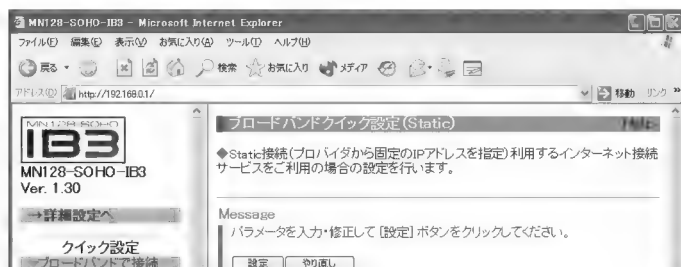 MN128-SOHO-IB3 - Microsoft Internet Explorer
ファイル(F) 編集(E) 表示(V) お気に入り(A) ツール(T) ヘルプ(H)
戻る 検索 お気に入り メディア
アドレス(D) http://192.168.0.1/ 移動 リンク »
MN128-SOHO
IB3
MN128-SOHO-IB3
Ver. 1.30
→詳細設定へ
クイック設定
ブロードバンドで接続
ブロードバンドクイック設定(Static) Help
◆Static接続(プロバイダから固定のIPアドレスを指定)利用するインターネット接続
サービスをご利用の場合の設定を行います。
Message
パラメータを入力・修正して [設定] ボタンをクリックしてください。
設定 やり直し